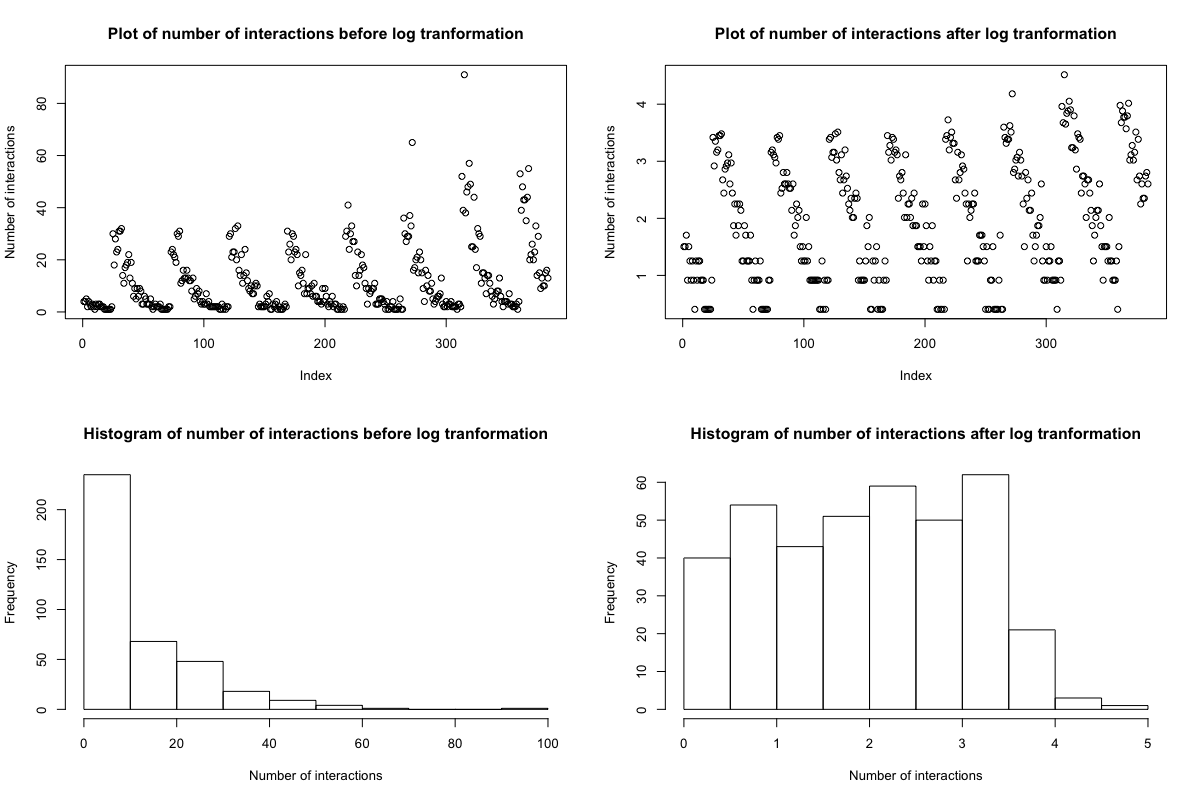 Plot of number of interactions before log tranformation
Number of interactions
80
60
40
20
0
0 100 200 300
Index
Plot of number of interactions after log tranformation
Number of interactions
4
3
2
1
0 100 200 300
Index
Histogram of number of interactions before log tranformation
Frequency
200
150
100
50
0
0 20 40 60 80 100
Number of interactions
Histogram of number of interactions after log tranformation
Frequency
60
50
40
30
20
10
0
0 1 2 3 4 5
Number of interactions